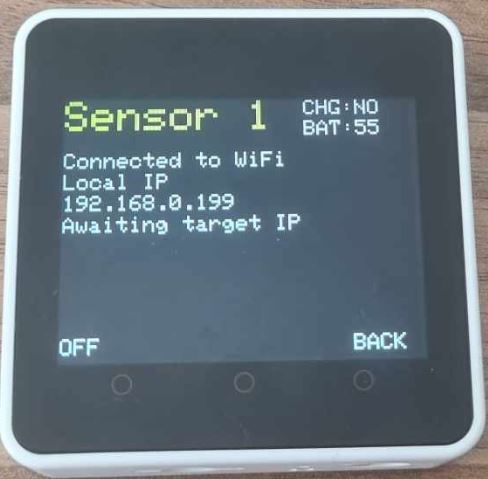 Sensor 1
CHG:NO
BAT:55
Connected to WiFi
Local IP
192.168.0.199
Awaiting target IP
OFF
BACK